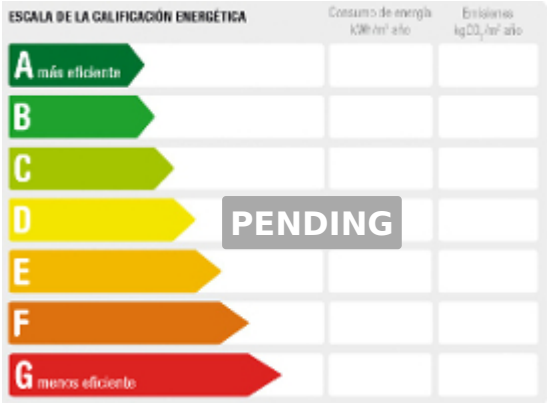 ESCALA DE LA CALIFICACIÓN ENERGÉTICA
Consumo de energía
kWh/m² año
Emisiones
kgCO₂/m² año
A más eficiente
B
C
D
PENDING
E
F
G menos eficiente